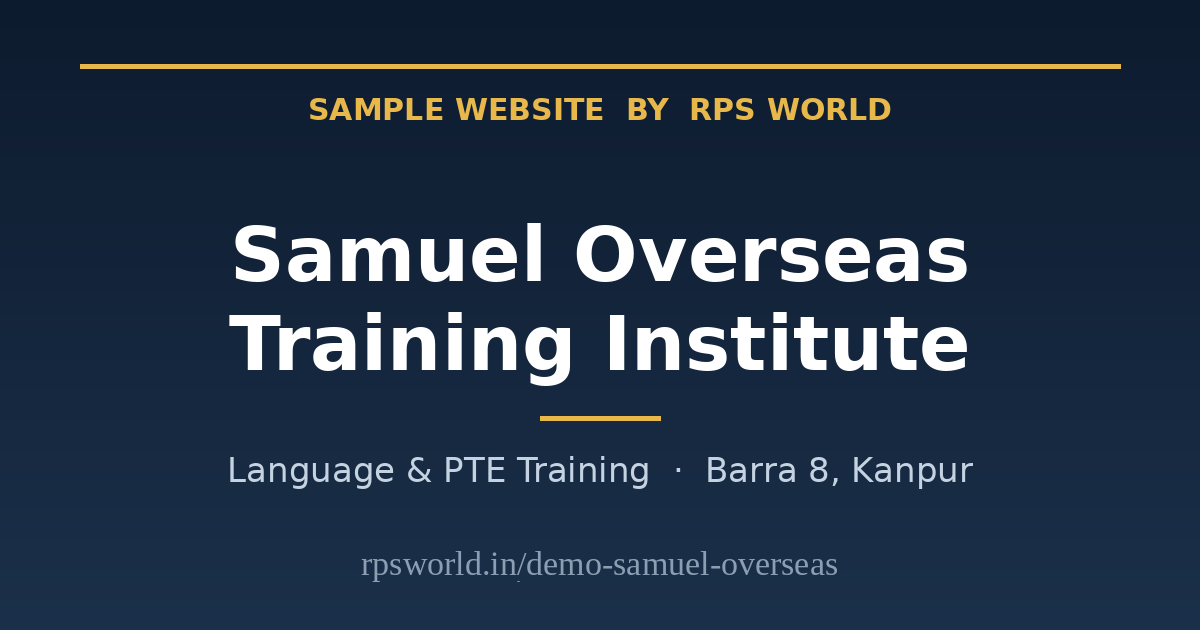 SAMPLE WEBSITE BY RPS WORLD
Samuel Overseas
Training Institute
Language & PTE Training · Barra 8, Kanpur
rpsworld.in/demo-samuel-overseas